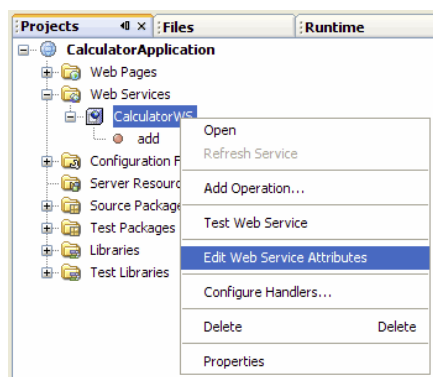 Projects
Files
Runtime
CalculatorApplication
Web Pages
Web Services
CalculatorWS
add
Configuration F
Server Resourc
Source Package
Test Packages
Libraries
Test Libraries
Open
Refresh Service
Add Operation...
Test Web Service
Edit Web Service Attributes
Configure Handlers...
Delete Delete
Properties